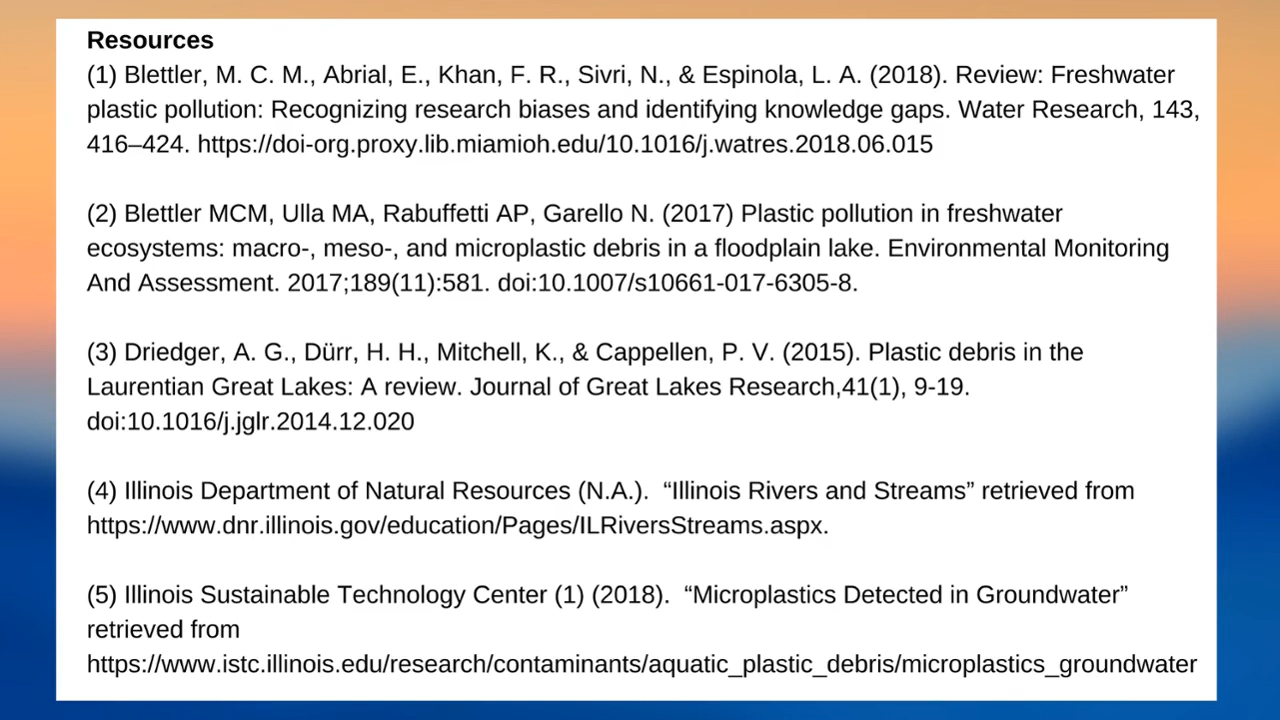 Resources
(1) Blettler, M. C. M., Abrial, E., Khan, F. R., Sivri, N., & Espinola, L. A. (2018). Review: Freshwater
plastic pollution: Recognizing research biases and identifying knowledge gaps. Water Research, 143,
416–424. https://doi-org.proxy.lib.miamioh.edu/10.1016/j.watres.2018.06.015
(2) Blettler MCM, Ulla MA, Rabuffetti AP, Garello N. (2017) Plastic pollution in freshwater
ecosystems: macro-, meso-, and microplastic debris in a floodplain lake. Environmental Monitoring
And Assessment. 2017;189(11):581. doi:10.1007/s10661-017-6305-8.
(3) Driedger, A. G., Dürr, H. H., Mitchell, K., & Cappellen, P. V. (2015). Plastic debris in the
Laurentian Great Lakes: A review. Journal of Great Lakes Research,41(1), 9-19.
doi:10.1016/j.jglr.2014.12.020
(4) Illinois Department of Natural Resources (N.A.).  “Illinois Rivers and Streams” retrieved from
https://www.dnr.illinois.gov/education/Pages/ILRiversStreams.aspx.
(5) Illinois Sustainable Technology Center (1) (2018).  “Microplastics Detected in Groundwater”
retrieved from
https://www.istc.illinois.edu/research/contaminants/aquatic_plastic_debris/microplastics_groundwater